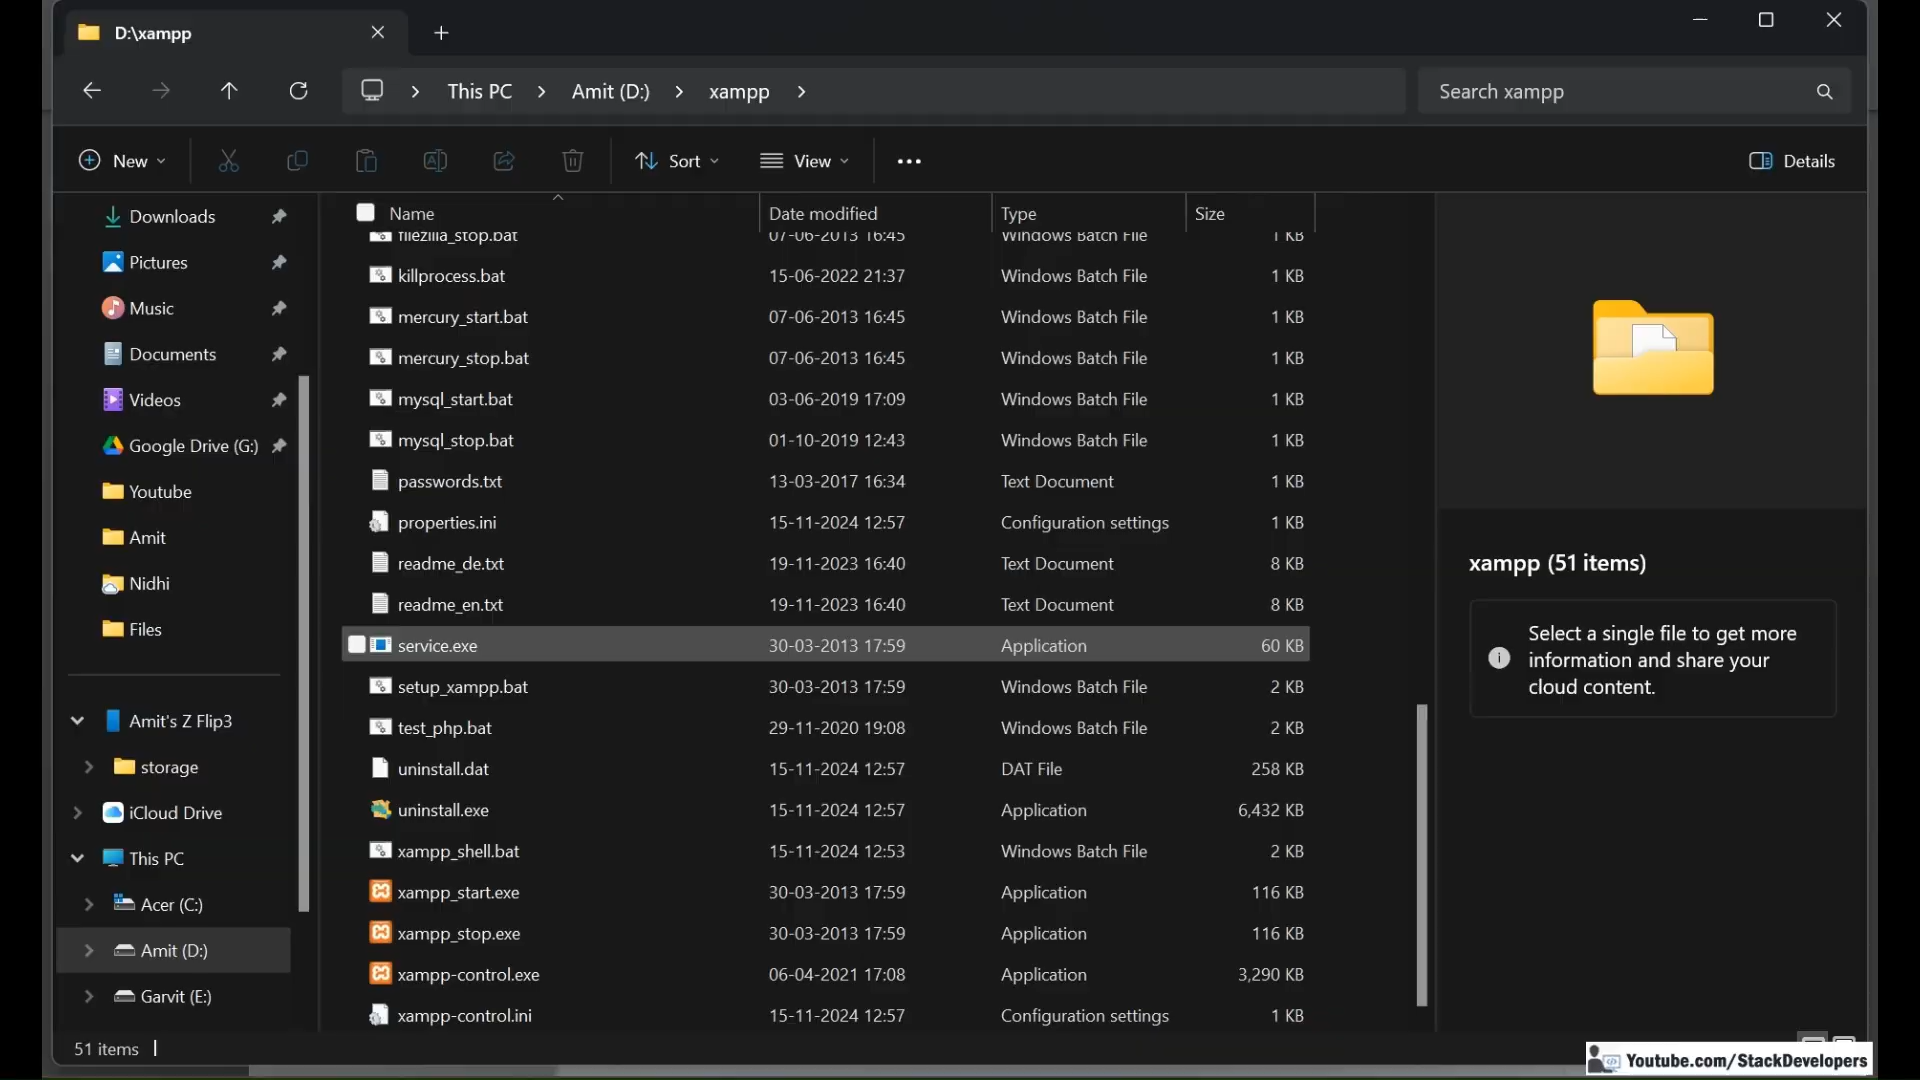 D:\xampp
This PC
Amit (D:)
xampp
Search xampp
New
Sort
View
Details
Downloads
Pictures
Music
Documents
Videos
Google Drive (G:)
Youtube
Amit
Nidhi
Files
Amit's Z Flip3
storage
iCloud Drive
This PC
Acer (C:)
Amit (D:)
Garvit (E:)
Name Date modified Type Size
filezilla_stop.bat 07-06-2013 16:45 Windows Batch File 1 KB
killprocess.bat 15-06-2022 21:37 Windows Batch File 1 KB
mercury_start.bat 07-06-2013 16:45 Windows Batch File 1 KB
mercury_stop.bat 07-06-2013 16:45 Windows Batch File 1 KB
mysql_start.bat 03-06-2019 17:09 Windows Batch File 1 KB
mysql_stop.bat 01-10-2019 12:43 Windows Batch File 1 KB
passwords.txt 13-03-2017 16:34 Text Document 1 KB
properties.ini 15-11-2024 12:57 Configuration settings 1 KB
readme_de.txt 19-11-2023 16:40 Text Document 8 KB
readme_en.txt 19-11-2023 16:40 Text Document 8 KB
service.exe 30-03-2013 17:59 Application 60 KB
setup_xampp.bat 30-03-2013 17:59 Windows Batch File 2 KB
test_php.bat 29-11-2020 19:08 Windows Batch File 2 KB
uninstall.dat 15-11-2024 12:57 DAT File 258 KB
uninstall.exe 15-11-2024 12:57 Application 6,432 KB
xampp_shell.bat 15-11-2024 12:53 Windows Batch File 2 KB
xampp_start.exe 30-03-2013 17:59 Application 116 KB
xampp_stop.exe 30-03-2013 17:59 Application 116 KB
xampp-control.exe 06-04-2021 17:08 Application 3,290 KB
xampp-control.ini 15-11-2024 12:57 Configuration settings 1 KB
xampp (51 items)
Select a single file to get more
information and share your
cloud content.
51 items
Youtube.com/StackDevelopers